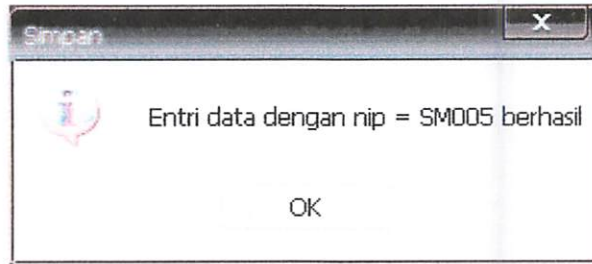 Simpan
X
Entri data dengan nip = SM005 berhasil
OK